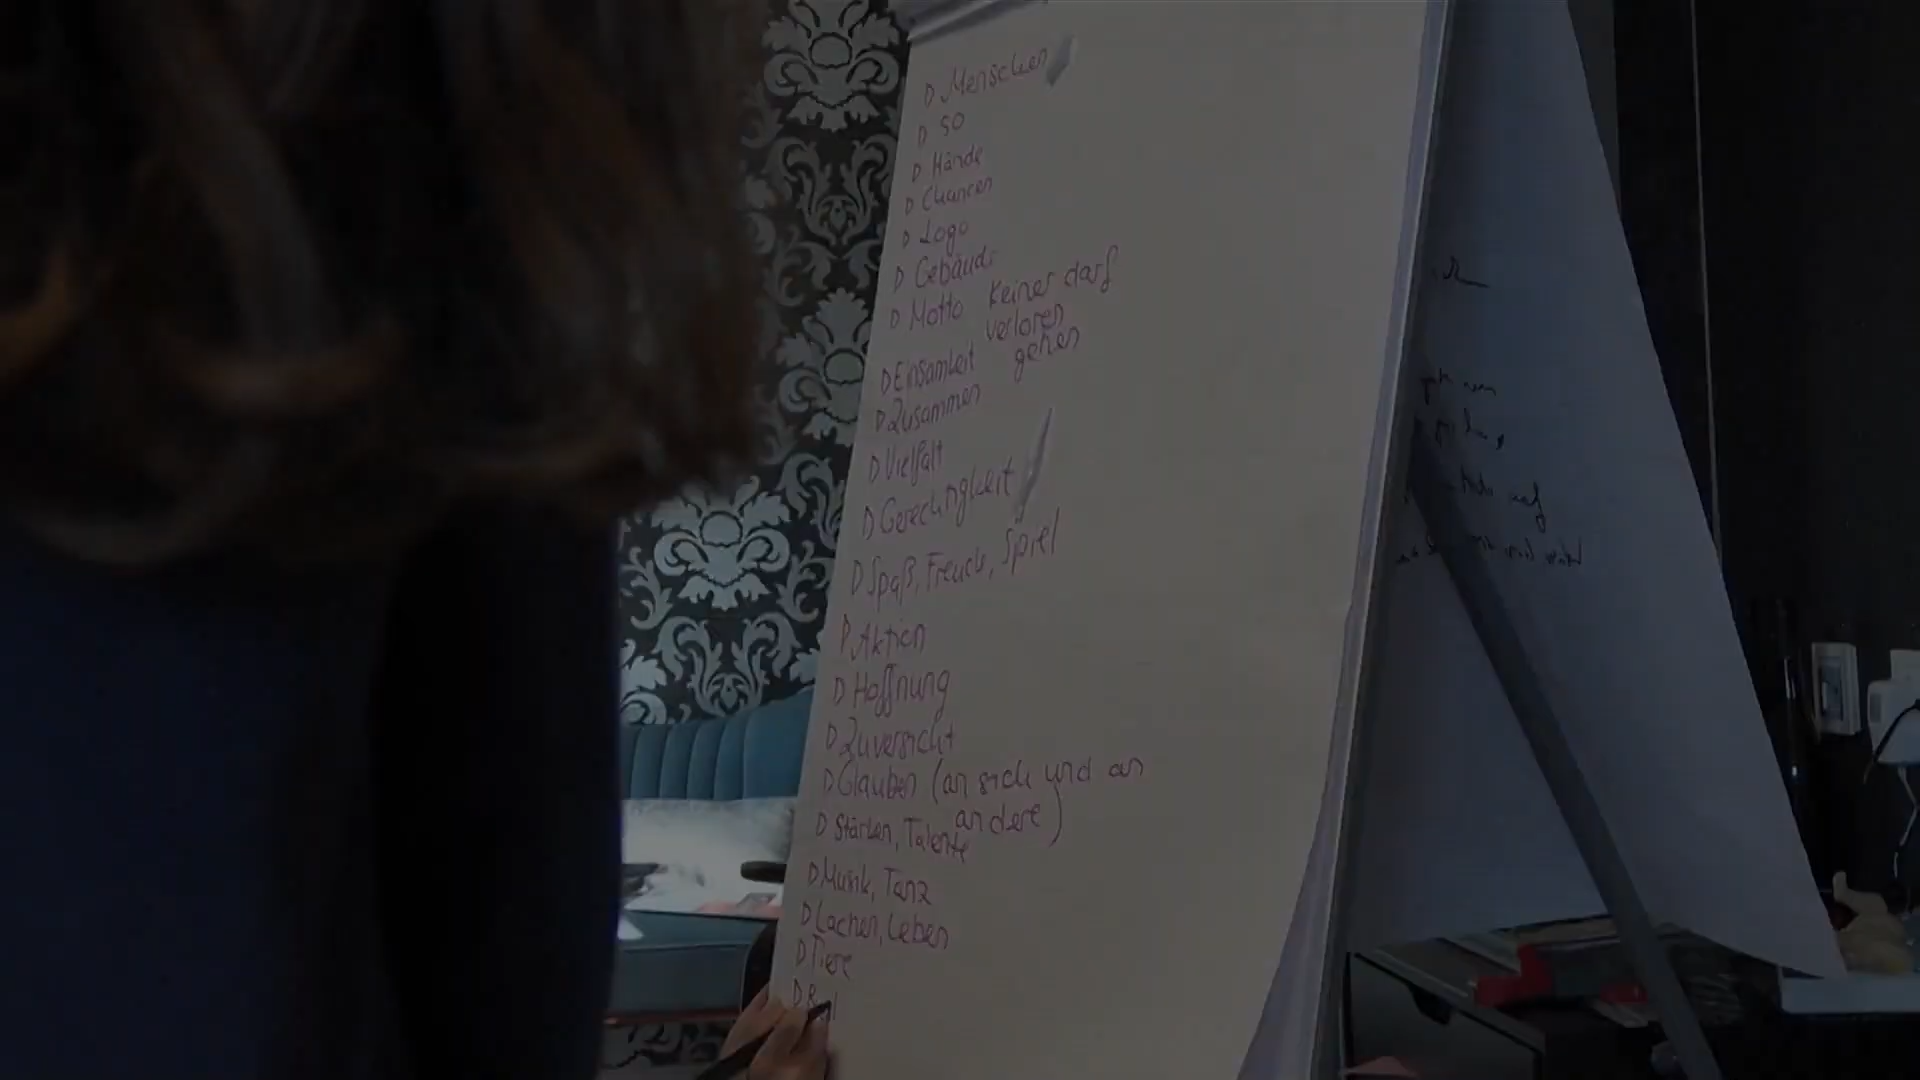 Menschen
50
Hände
Chancen
Logo
Gebäude
Motto Keiner darf
verloren
gehen
Einsamkeit
Zusammen
Vielfalt
Gerechtigkeit
Spaß, Freude, Spiel
Aktion
Hoffnung
Zuversicht
Glauben (an sich und an
andere)
Stärken, Talente
Musik, Tanz
Lachen, Leben
Tiere